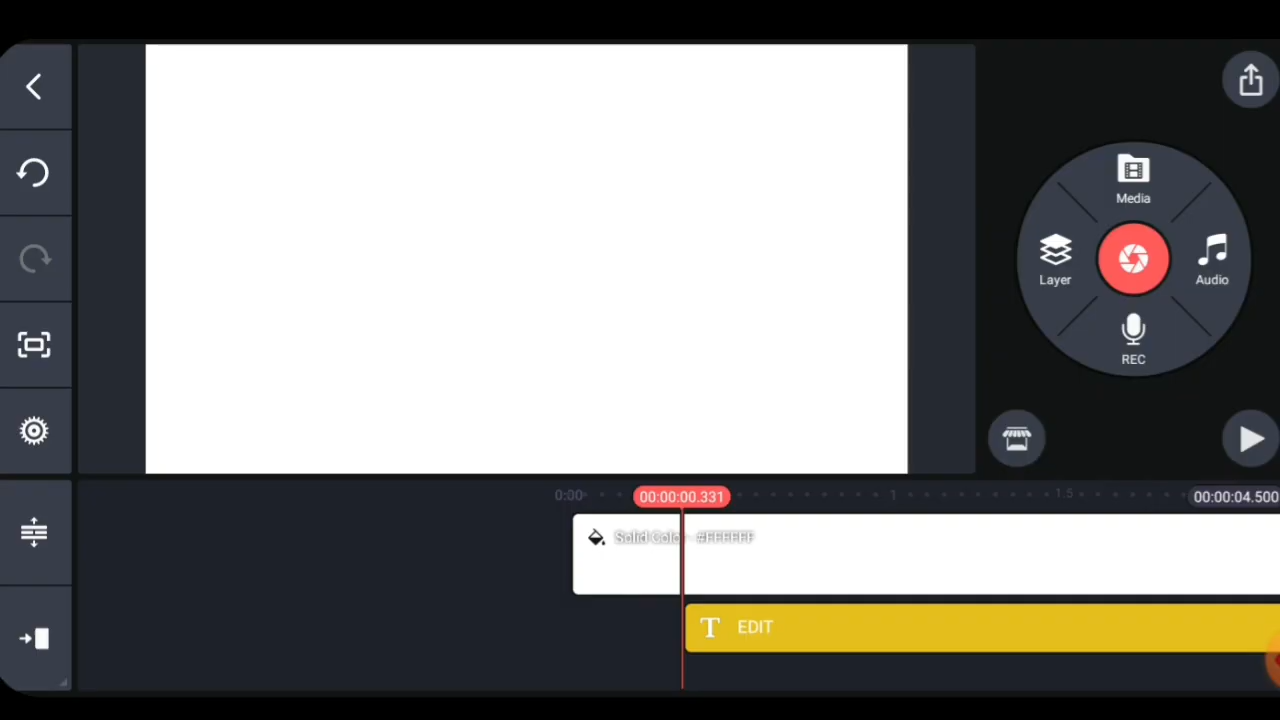 Media
Layer
Audio
REC
0:00
00:00:00.331
1
1.5
00:00:04.500
Solid Color - #FFFFFF
T EDIT